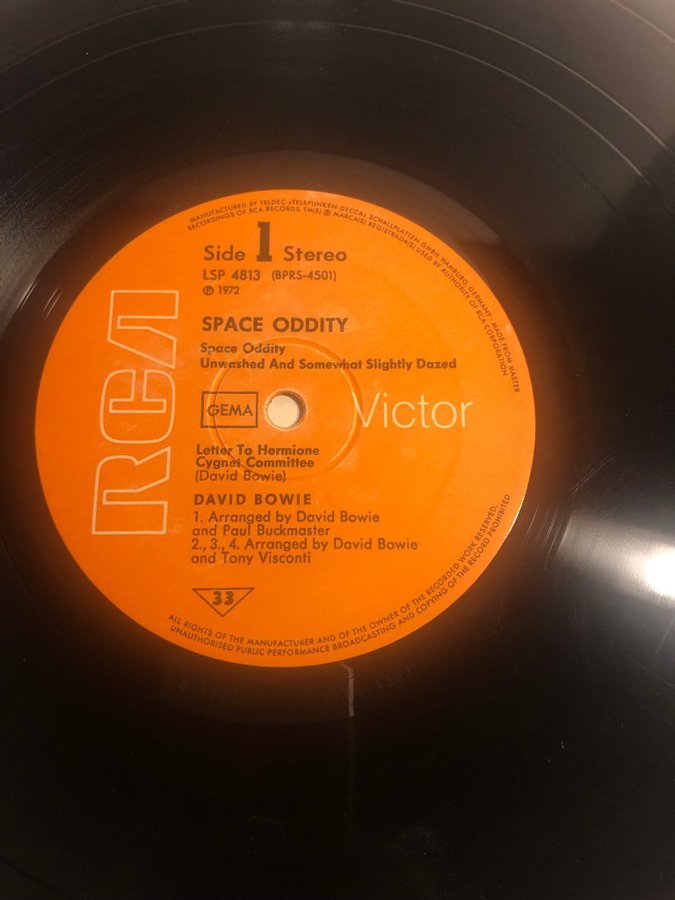 MANUFACTURED BY TELDEC »TELEFUNKEN-DECCA« SCHALLPLATTEN GMBH, HAMBURG, GERMANY · MADE FROM MASTER
RECORDINGS OF RCA RECORDS. TM(S) ® MARCA(S) REGISTRADA(S) USED BY AUTHORITY OF RCA CORPORATION
Side 1 Stereo
LSP 4813 (BPRS-4501)
℗ 1972
SPACE ODDITY
Space Oddity
Unwashed And Somewhat Slightly Dazed
RCA
GEMA
Victor
Letter To Hermione
Cygnet Committee
(David Bowie)
DAVID BOWIE
1. Arranged by David Bowie
and Paul Buckmaster
2., 3., 4. Arranged by David Bowie
and Tony Visconti
33
ALL RIGHTS OF THE MANUFACTURER AND OF THE OWNER OF THE RECORDED WORK RESERVED.
UNAUTHORISED PUBLIC PERFORMANCE BROADCASTING AND COPYING OF THE RECORD PROHIBITED